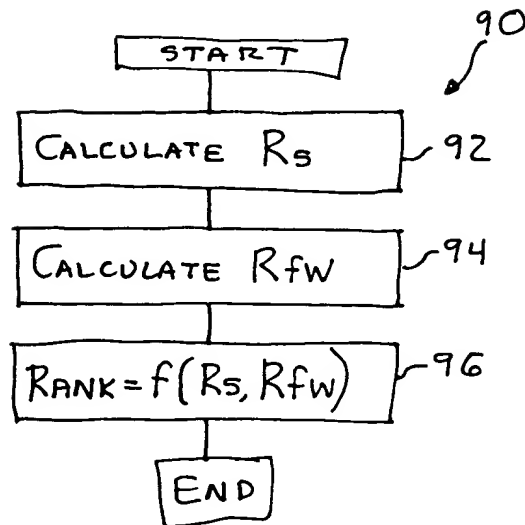 90
START
CALCULATE Rs
92
CALCULATE Rfw
94
RANK = f(Rs, Rfw)
96
END